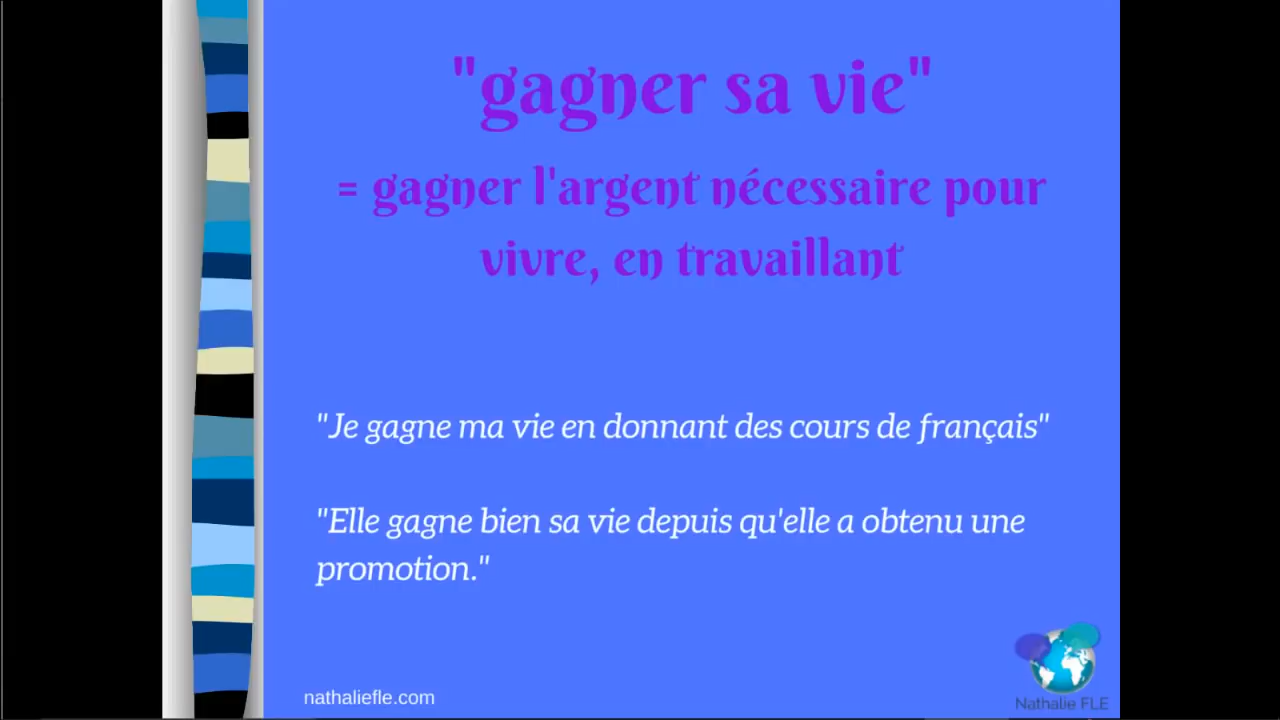 "gagner sa vie"
= gagner l'argent nécessaire pour
vivre, en travaillant
"Je gagne ma vie en donnant des cours de français"
"Elle gagne bien sa vie depuis qu'elle a obtenu une
promotion."
nathaliefle.com
Nathalie FLE